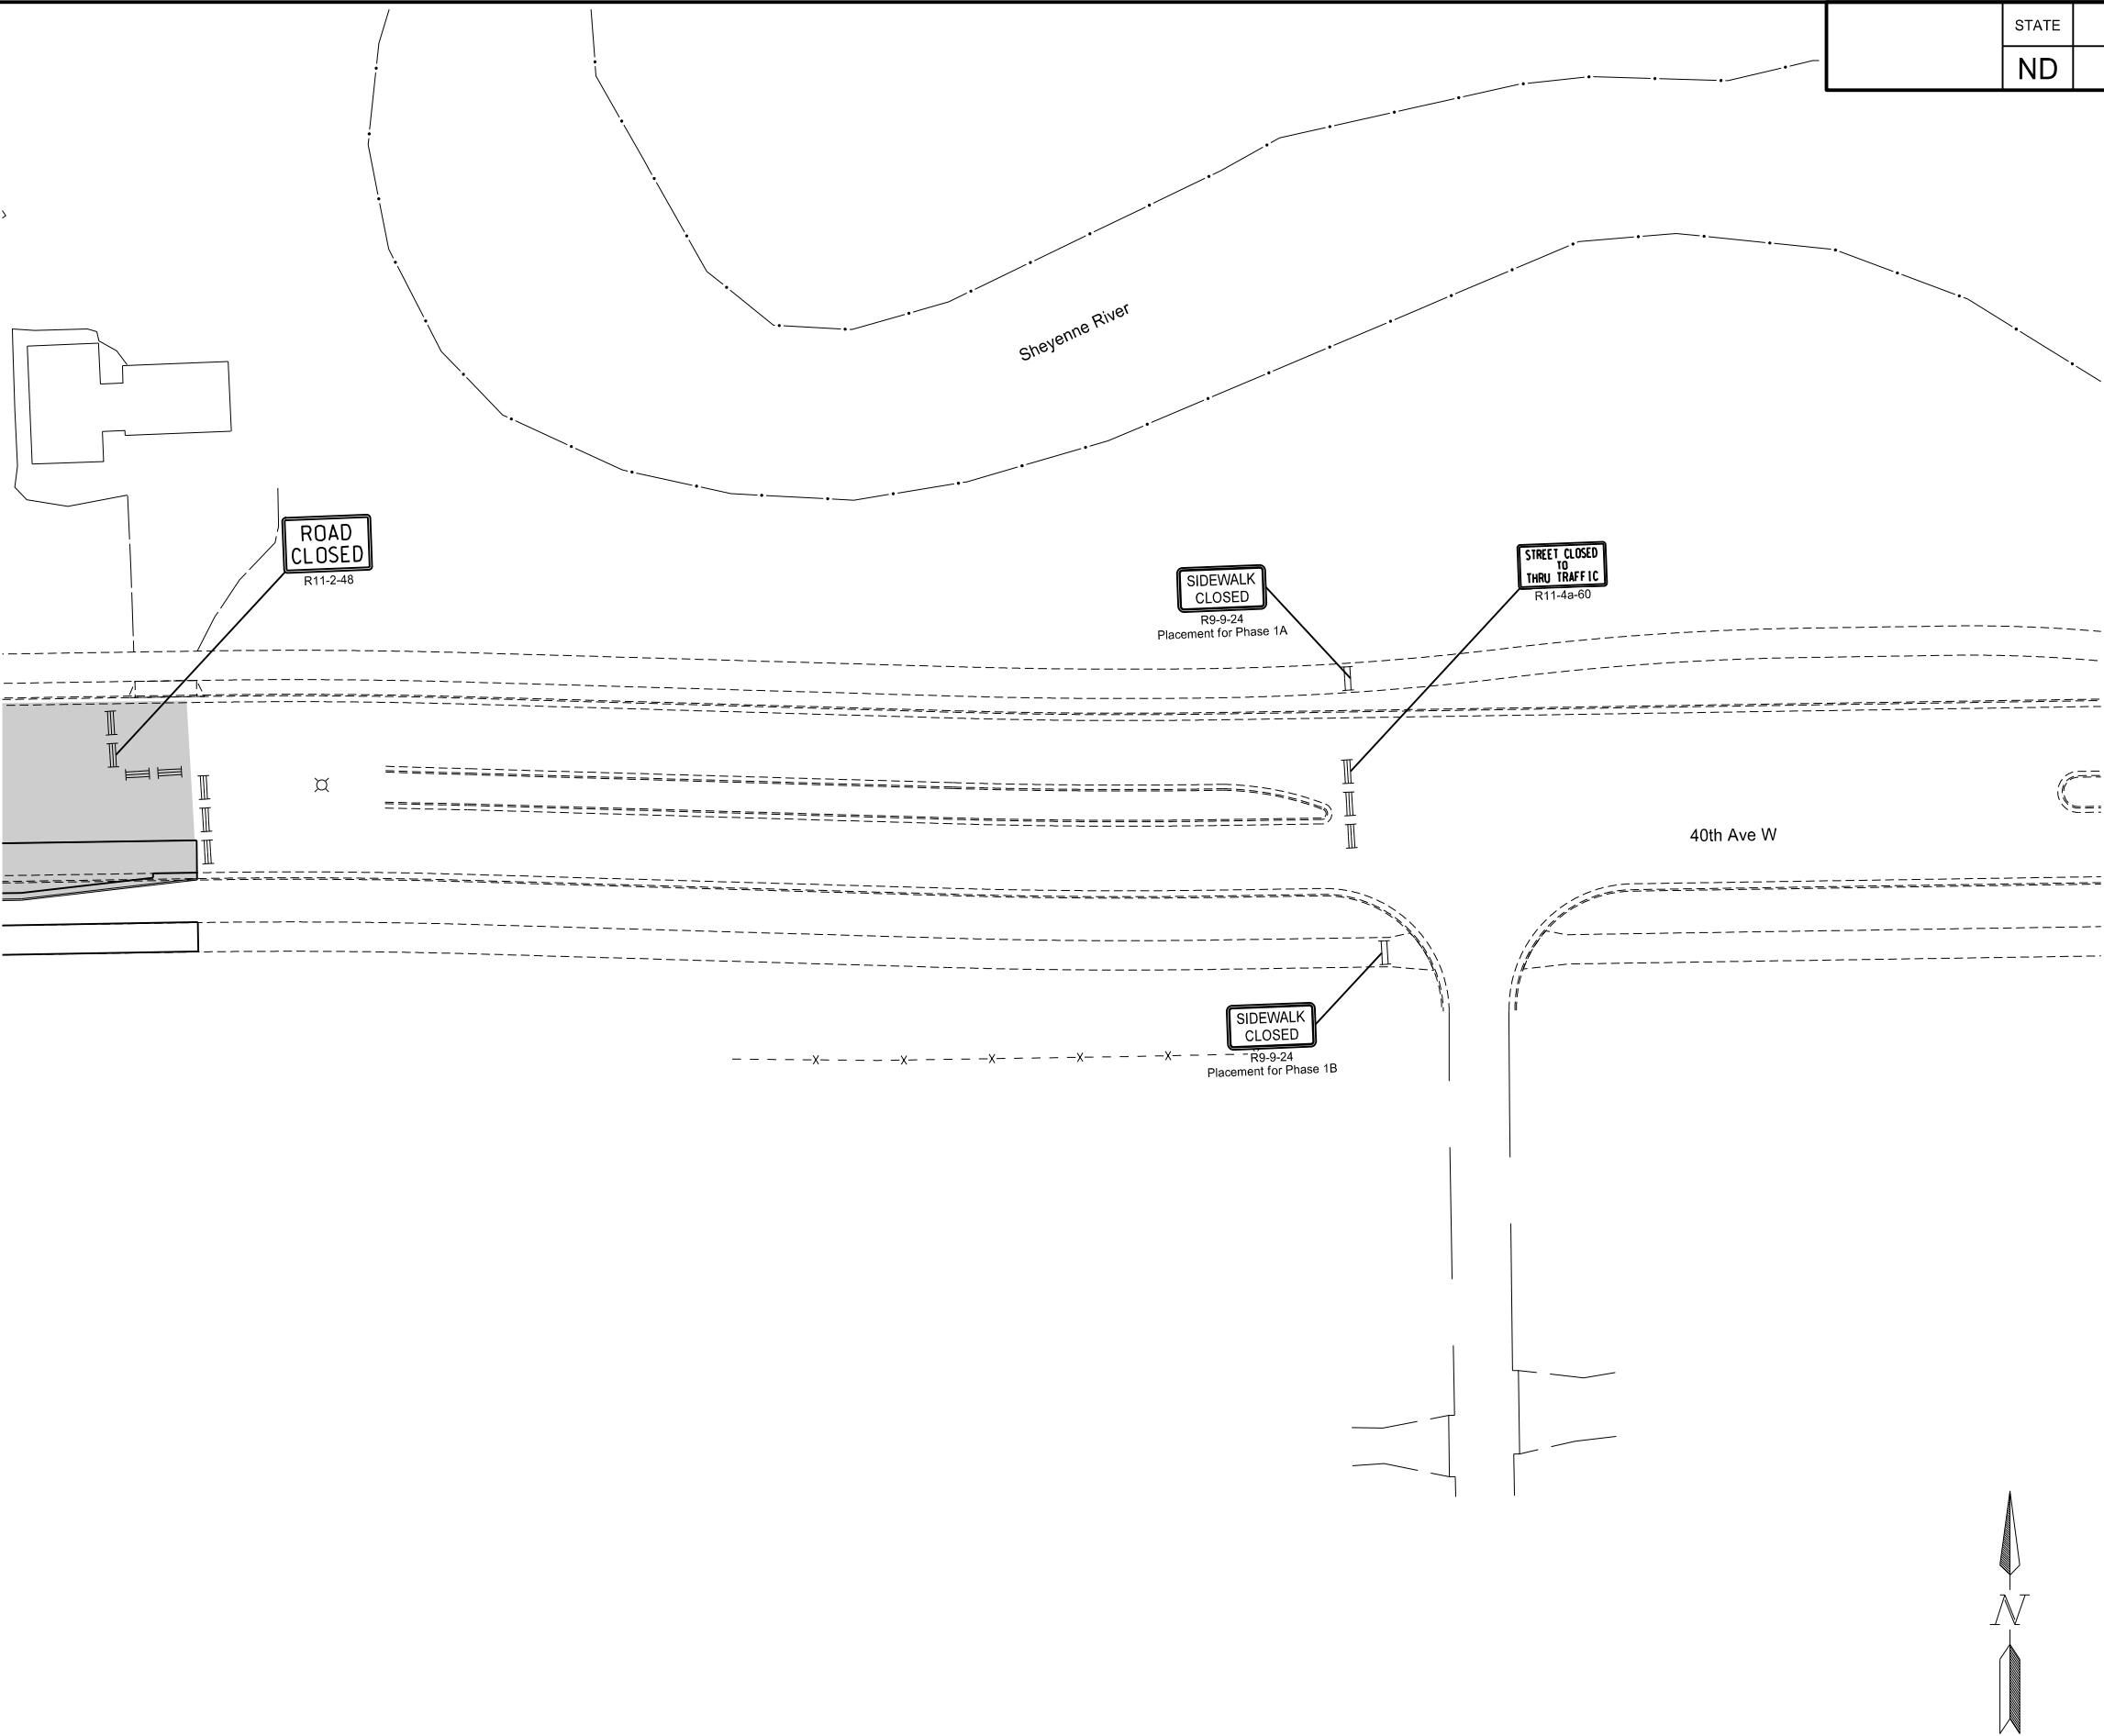 STATE
ND
Sheyenne River
ROAD
CLOSED
R11-2-48
SIDEWALK
CLOSED
R9-9-24
Placement for Phase 1A
STREET CLOSED
TO
THRU TRAFFIC
R11-4a-60
40th Ave W
SIDEWALK
CLOSED
R9-9-24
Placement for Phase 1B
X X X X X
N